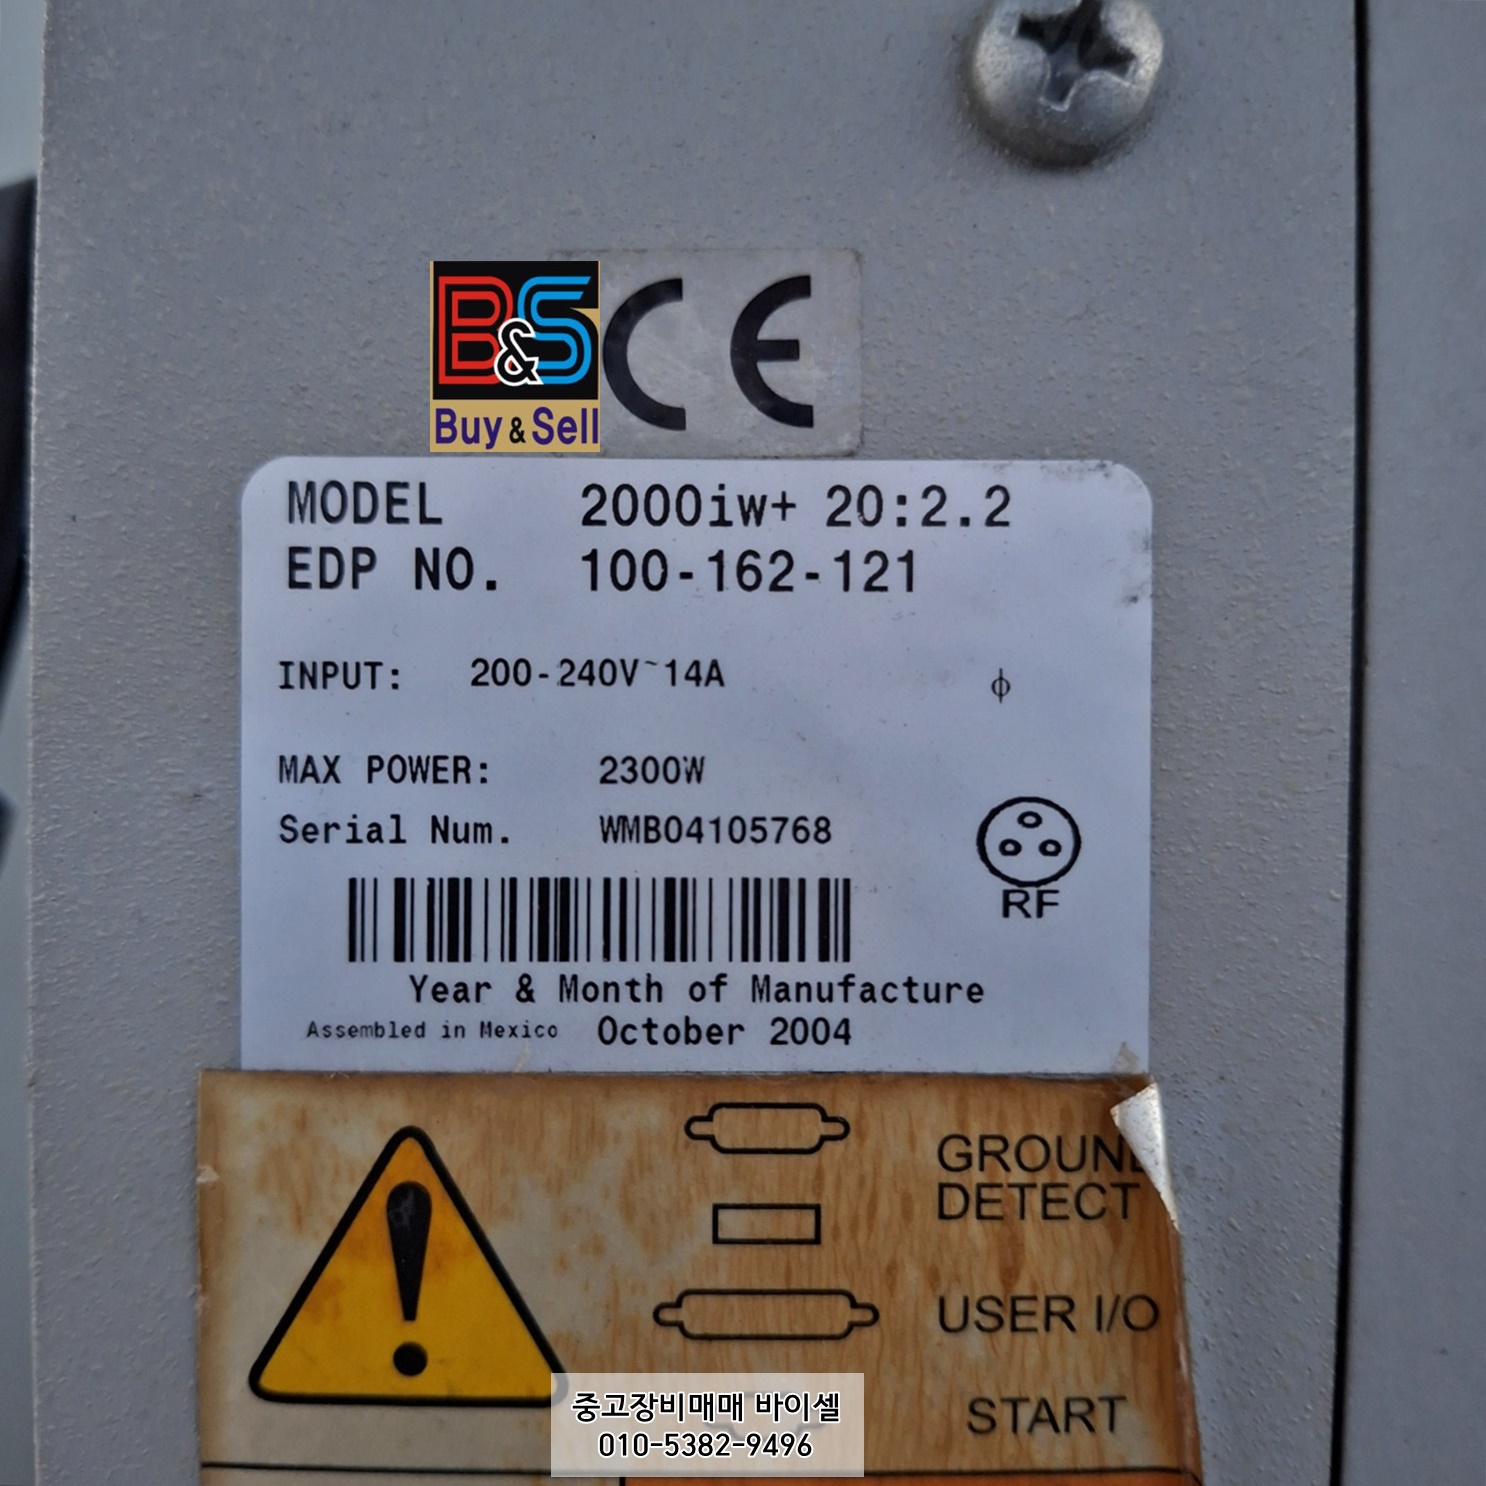 B&S
Buy & Sell
CE
MODEL 2000iw+ 20:2.2
EDP NO. 100-162-121
INPUT: 200-240V~14A ϕ
MAX POWER: 2300W
Serial Num. WMB04105768
RF
Year & Month of Manufacture
Assembled in Mexico October 2004
GROUND
DETECT
USER I/O
START
중고장비매매 바이셀
010-5382-9496